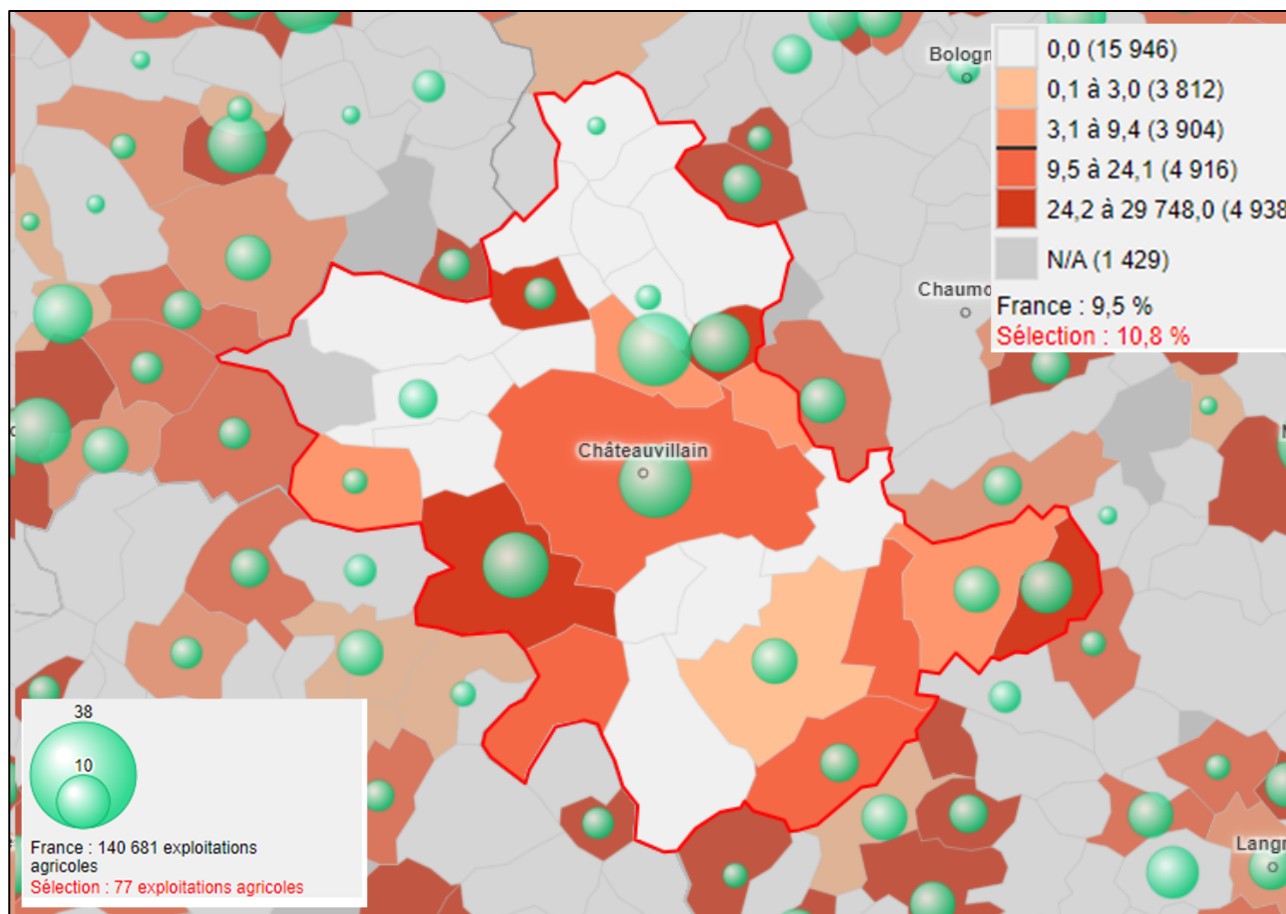 Bologn
0,0 (15 946)
0,1 à 3,0 (3 812)
3,1 à 9,4 (3 904)
9,5 à 24,1 (4 916)
24,2 à 29 748,0 (4 938
N/A (1 429)
Chaumo
France : 9,5 %
Sélection : 10,8 %
Châteauvillain
38
10
France : 140 681 exploitations
agricoles
Sélection : 77 exploitations agricoles
Langr